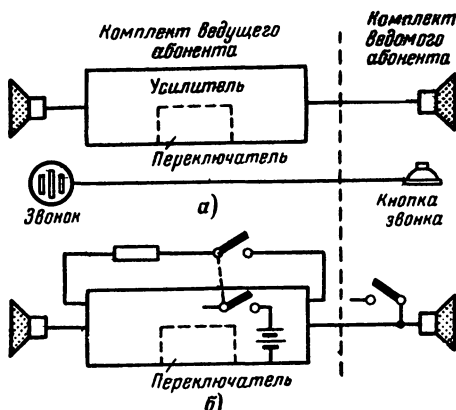 Комплект ведущего
абонента
Комплект
ведомого
абонента
Усилитель
Переключатель
Звонок
а)
Кнопка
звонка
Переключатель
б)